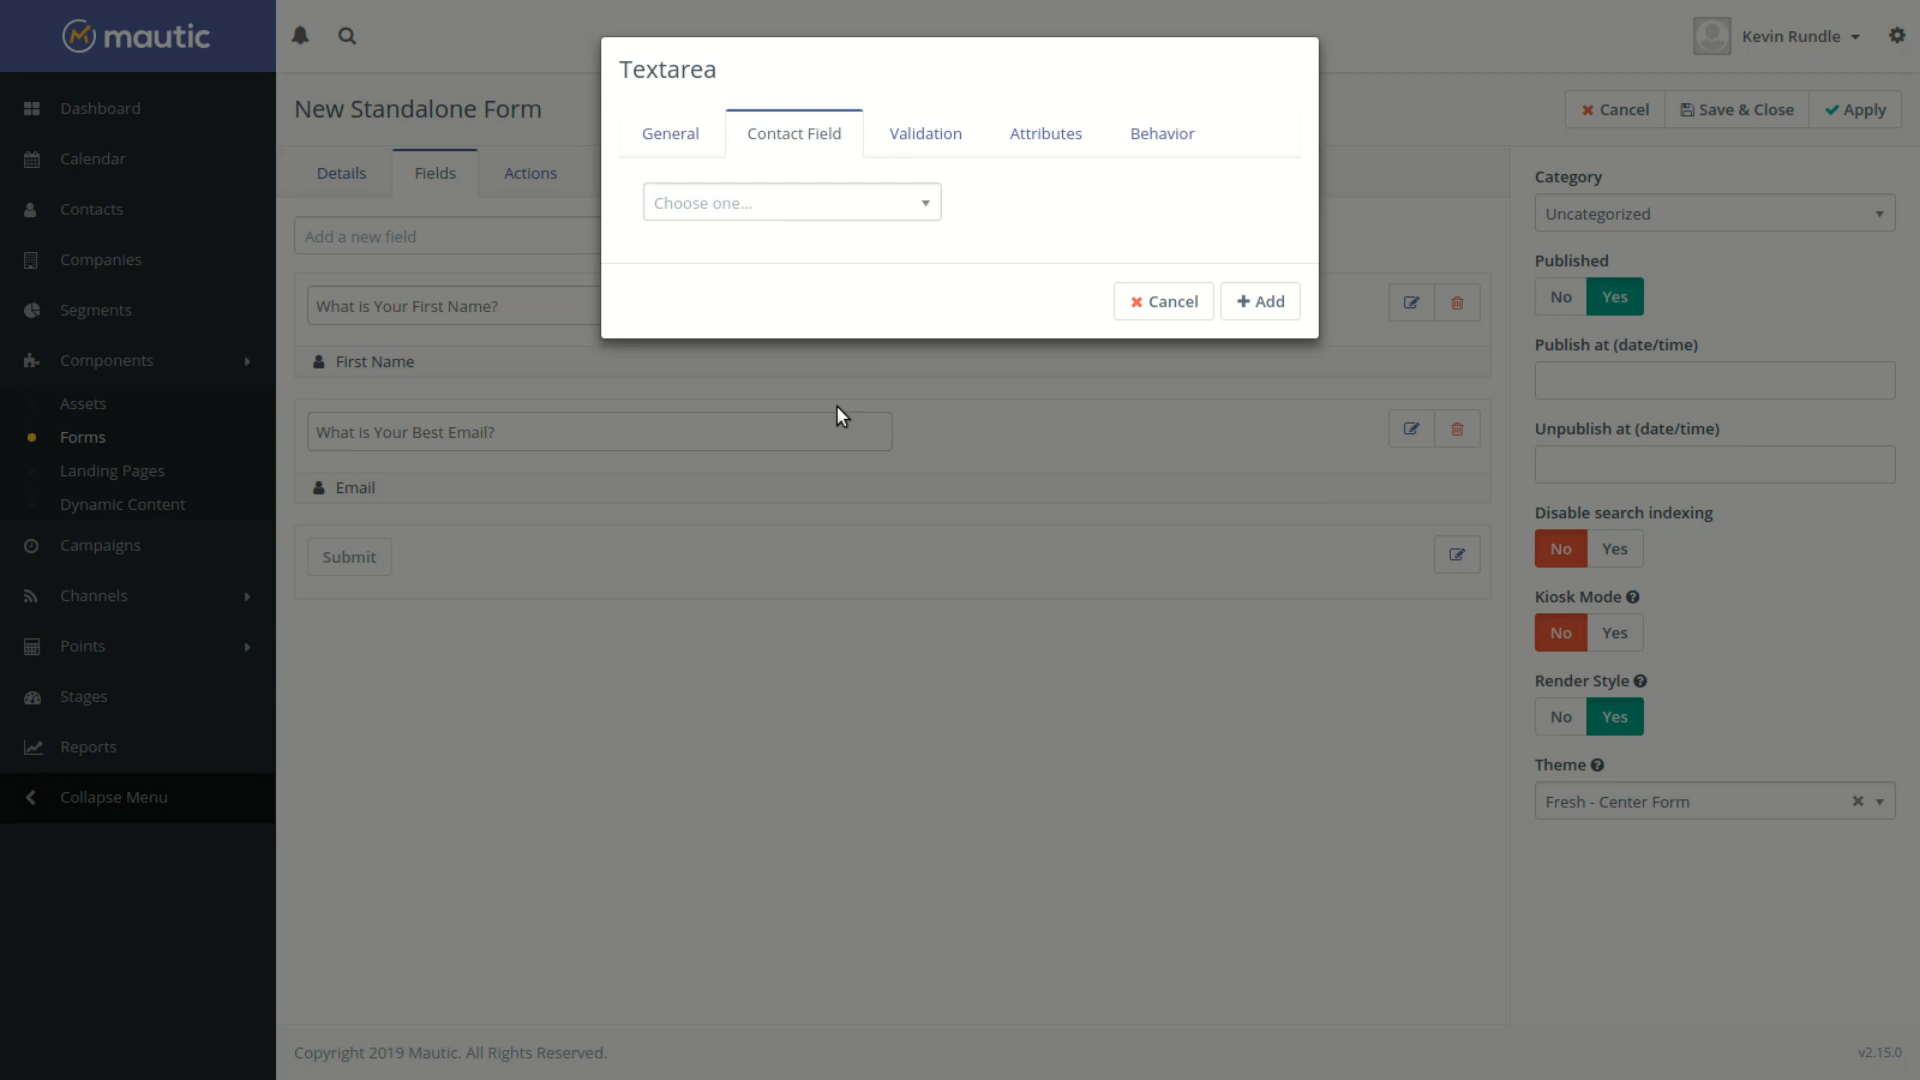 mautic
Kevin Rundle
Dashboard
Calendar
Contacts
Companies
Segments
Components
Assets
Forms
Landing Pages
Dynamic Content
Campaigns
Channels
Points
Stages
Reports
Collapse Menu
New Standalone Form
Cancel
Save & Close
Apply
Details
Fields
Actions
Add a new field
What is Your First Name?
First Name
What is Your Best Email?
Email
Submit
Textarea
General
Contact Field
Validation
Attributes
Behavior
Choose one...
Cancel
Add
Category
Uncategorized
Published
No Yes
Publish at (date/time)
Unpublish at (date/time)
Disable search indexing
No Yes
Kiosk Mode
No Yes
Render Style
No Yes
Theme
Fresh - Center Form
Copyright 2019 Mautic. All Rights Reserved.
v2.15.0